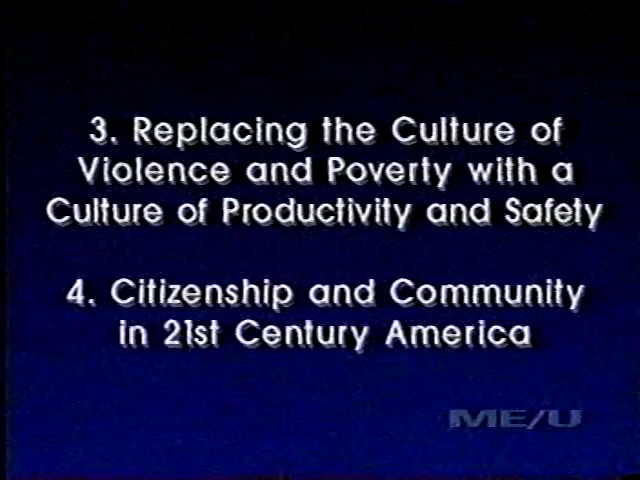 3. Replacing the Culture of
Violence and Poverty with a
Culture of Productivity and Safety
4. Citizenship and Community
in 21st Century America
ME/U